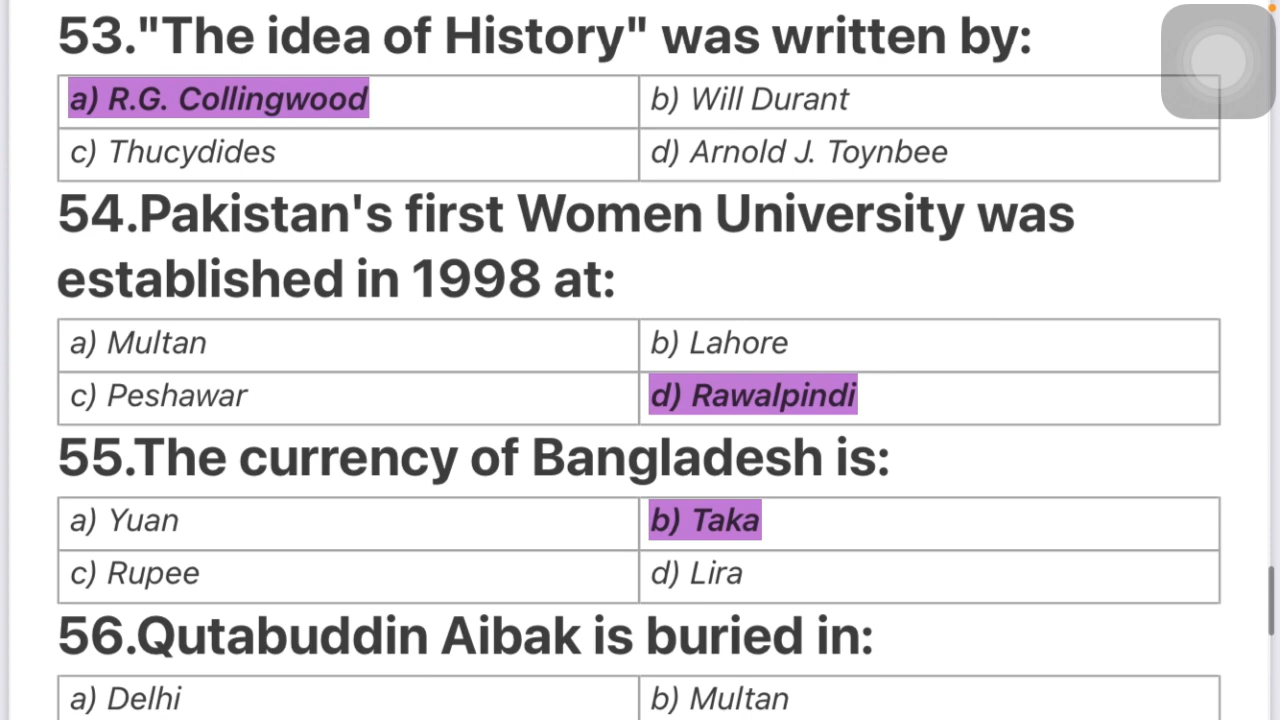 53."The idea of History" was written by:
a) R.G. Collingwood
b) Will Durant
c) Thucydides
d) Arnold J. Toynbee
54.Pakistan's first Women University was
established in 1998 at:
a) Multan
b) Lahore
c) Peshawar
d) Rawalpindi
55.The currency of Bangladesh is:
a) Yuan
b) Taka
c) Rupee
d) Lira
56.Qutabuddin Aibak is buried in:
a) Delhi
b) Multan